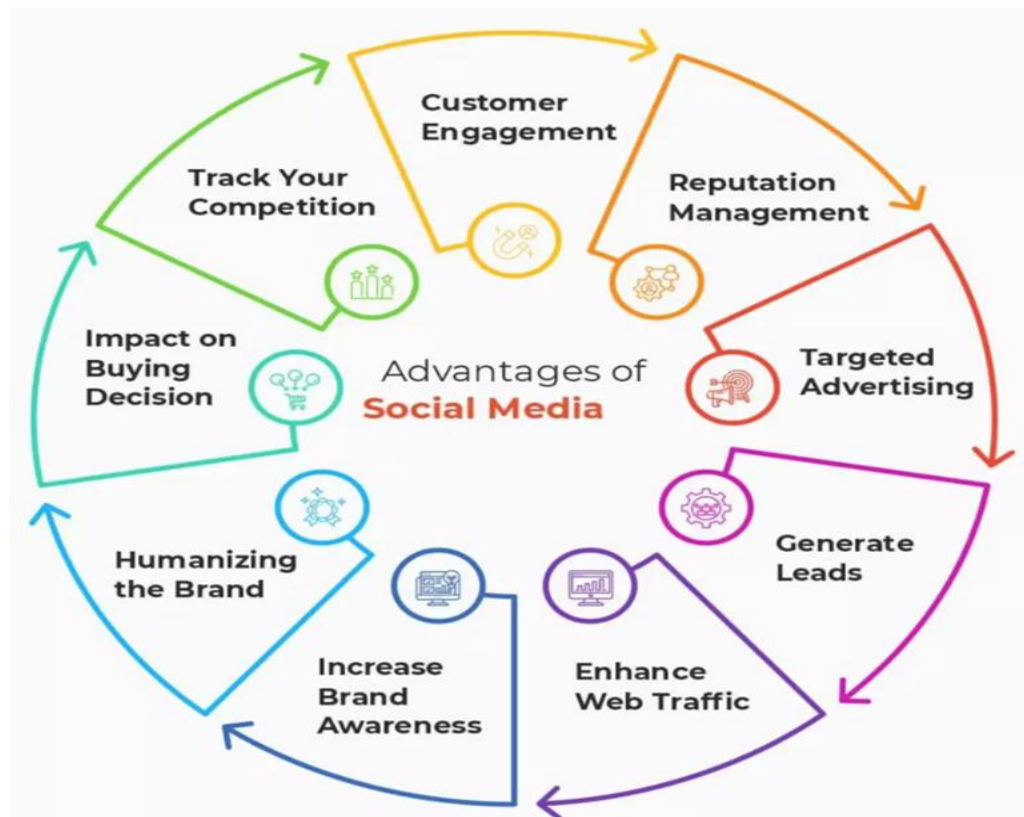 Advantages of
Social Media
Customer
Engagement
Reputation
Management
Targeted
Advertising
Generate
Leads
Enhance
Web Traffic
Increase
Brand
Awareness
Humanizing
the Brand
Impact on
Buying
Decision
Track Your
Competition